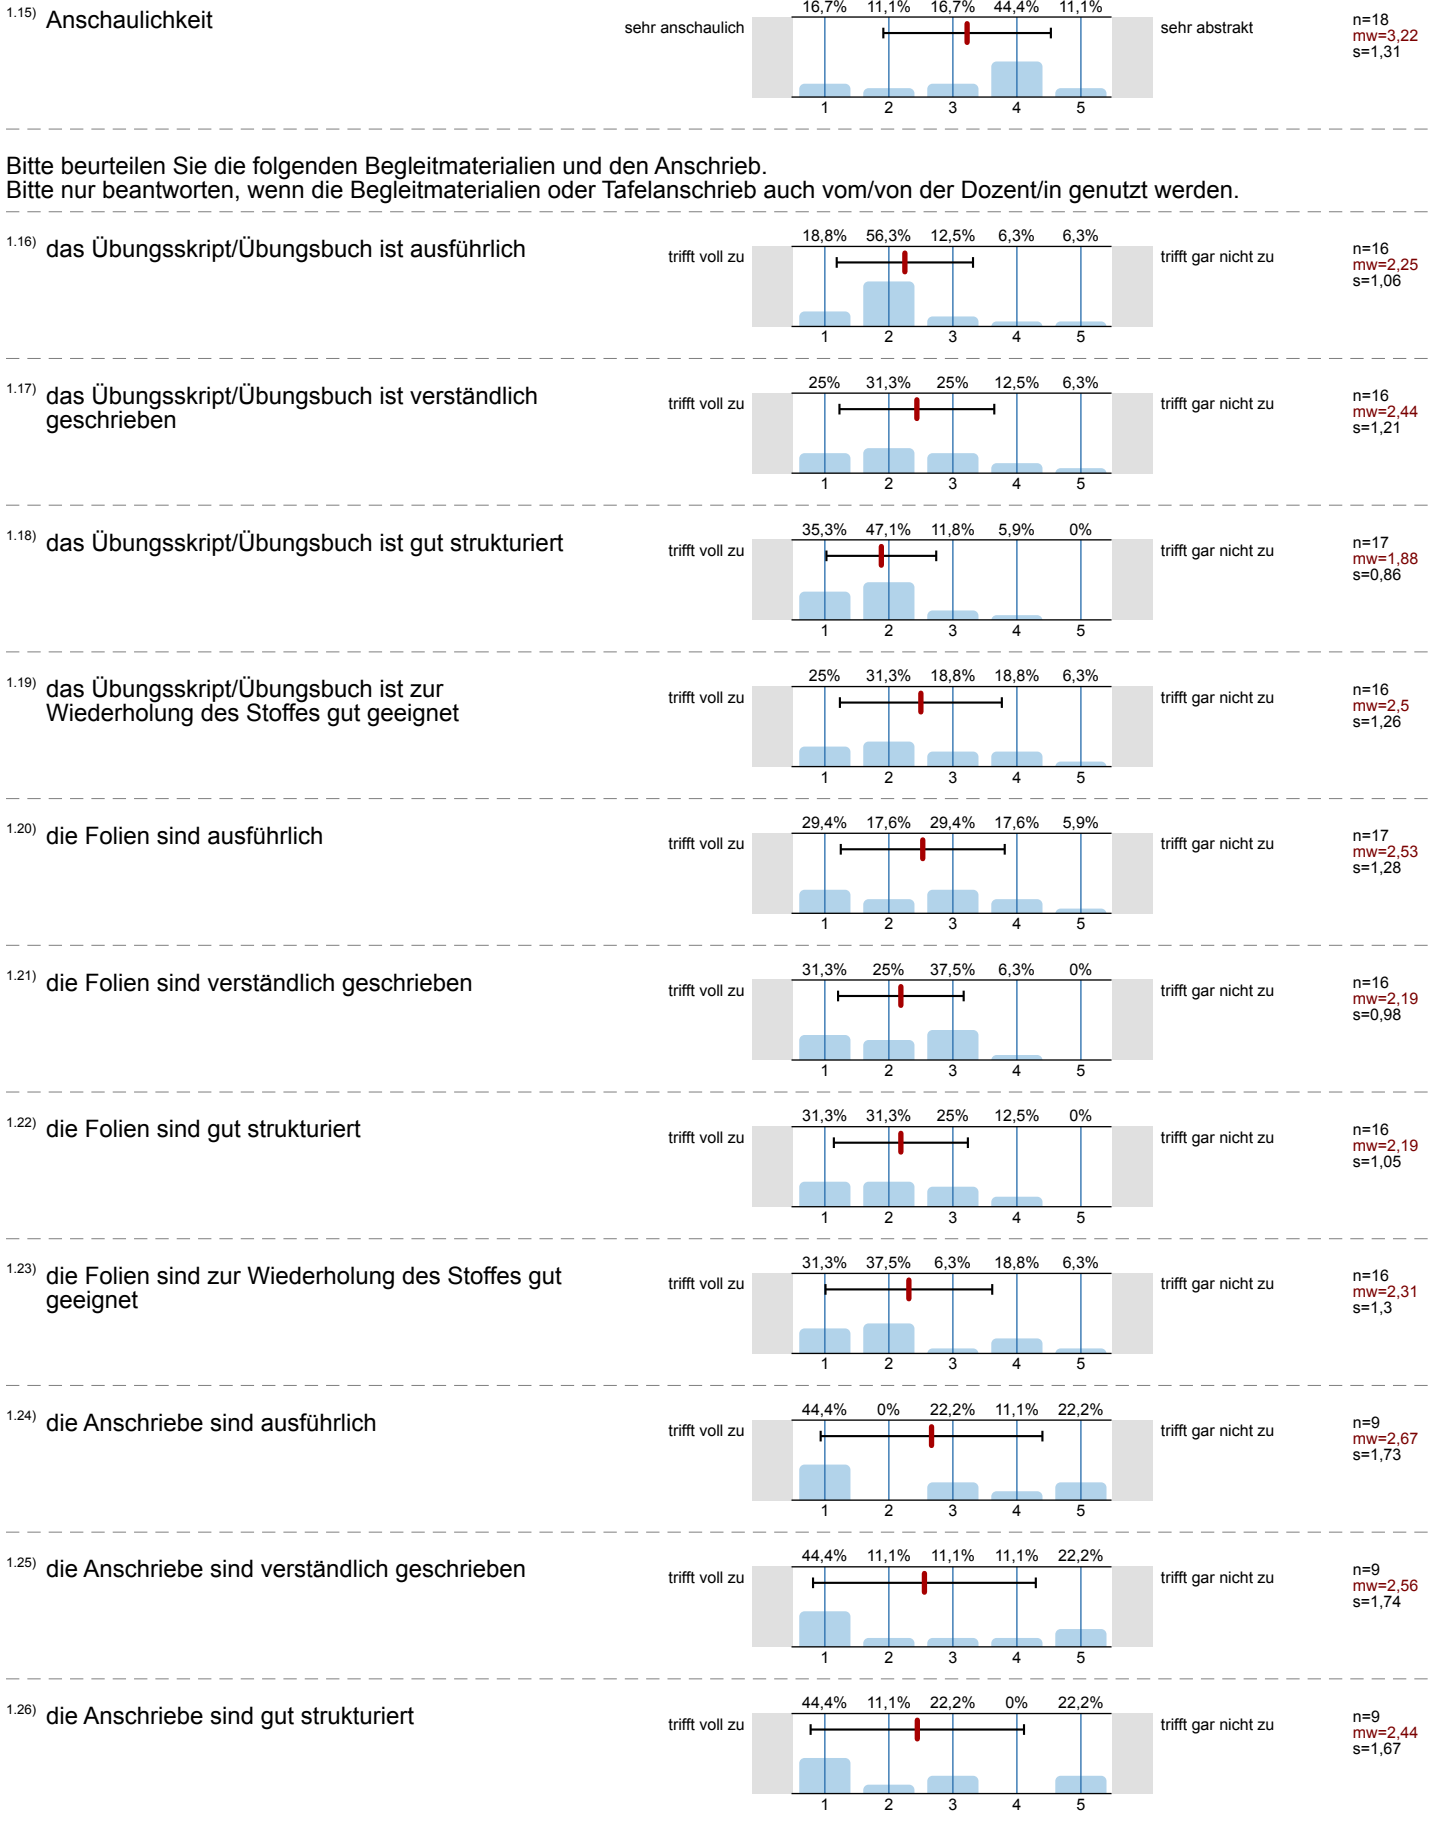 1.15) Anschaulichkeit
16,7% 11,1% 16,7% 44,4% 11,1%
sehr anschaulich
sehr abstrakt
n=18
mw=3,22
s=1,31
1 2 3 4 5
Bitte beurteilen Sie die folgenden Begleitmaterialien und den Anschrieb.
Bitte nur beantworten, wenn die Begleitmaterialien oder Tafelanschrieb auch vom/von der Dozent/in genutzt werden.
1.16) das Übungsskript/Übungsbuch ist ausführlich
18,8% 56,3% 12,5% 6,3% 6,3%
trifft voll zu
trifft gar nicht zu
n=16
mw=2,25
s=1,06
1 2 3 4 5
1.17) das Übungsskript/Übungsbuch ist verständlich
geschrieben
25% 31,3% 25% 12,5% 6,3%
trifft voll zu
trifft gar nicht zu
n=16
mw=2,44
s=1,21
1 2 3 4 5
1.18) das Übungsskript/Übungsbuch ist gut strukturiert
35,3% 47,1% 11,8% 5,9% 0%
trifft voll zu
trifft gar nicht zu
n=17
mw=1,88
s=0,86
1 2 3 4 5
1.19) das Übungsskript/Übungsbuch ist zur
Wiederholung des Stoffes gut geeignet
25% 31,3% 18,8% 18,8% 6,3%
trifft voll zu
trifft gar nicht zu
n=16
mw=2,5
s=1,26
1 2 3 4 5
1.20) die Folien sind ausführlich
29,4% 17,6% 29,4% 17,6% 5,9%
trifft voll zu
trifft gar nicht zu
n=17
mw=2,53
s=1,28
1 2 3 4 5
1.21) die Folien sind verständlich geschrieben
31,3% 25% 37,5% 6,3% 0%
trifft voll zu
trifft gar nicht zu
n=16
mw=2,19
s=0,98
1 2 3 4 5
1.22) die Folien sind gut strukturiert
31,3% 31,3% 25% 12,5% 0%
trifft voll zu
trifft gar nicht zu
n=16
mw=2,19
s=1,05
1 2 3 4 5
1.23) die Folien sind zur Wiederholung des Stoffes gut
geeignet
31,3% 37,5% 6,3% 18,8% 6,3%
trifft voll zu
trifft gar nicht zu
n=16
mw=2,31
s=1,3
1 2 3 4 5
1.24) die Anschriebe sind ausführlich
44,4% 0% 22,2% 11,1% 22,2%
trifft voll zu
trifft gar nicht zu
n=9
mw=2,67
s=1,73
1 2 3 4 5
1.25) die Anschriebe sind verständlich geschrieben
44,4% 11,1% 11,1% 11,1% 22,2%
trifft voll zu
trifft gar nicht zu
n=9
mw=2,56
s=1,74
1 2 3 4 5
1.26) die Anschriebe sind gut strukturiert
44,4% 11,1% 22,2% 0% 22,2%
trifft voll zu
trifft gar nicht zu
n=9
mw=2,44
s=1,67
1 2 3 4 5